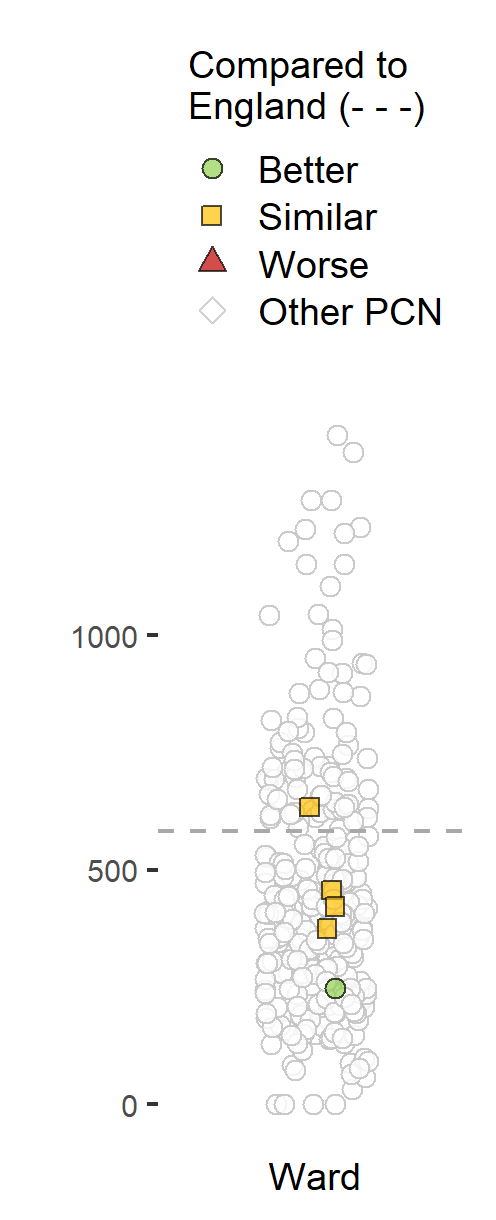 Compared to
England (- - -)
Better
Similar
Worse
Other PCN
1000
500
0
Ward